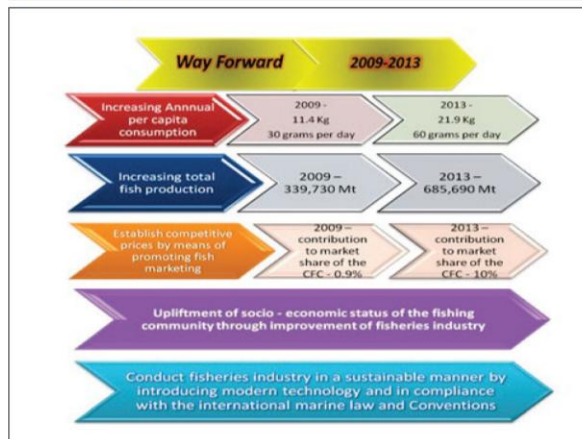 Way Forward
2009-2013
Increasing Annnual
per capita
consumption
2009 -
11.4 Kg
30 grams per day
2013 -
21.9 Kg
60 grams per day
Increasing total
fish production
2009 –
339,730 Mt
2013 –
685,690 Mt
Establish competitive
prices by means of
promoting fish
marketing
2009 –
contribution
to market
share of the
CFC - 0.9%
2013 –
contribution
to market
share of the
CFC - 10%
Upliftment of socio - economic status of the fishing
community through improvement of fisheries industry
Conduct fisheries industry in a sustainable manner by
introducing modern technology and in compliance
with the international marine law and Conventions